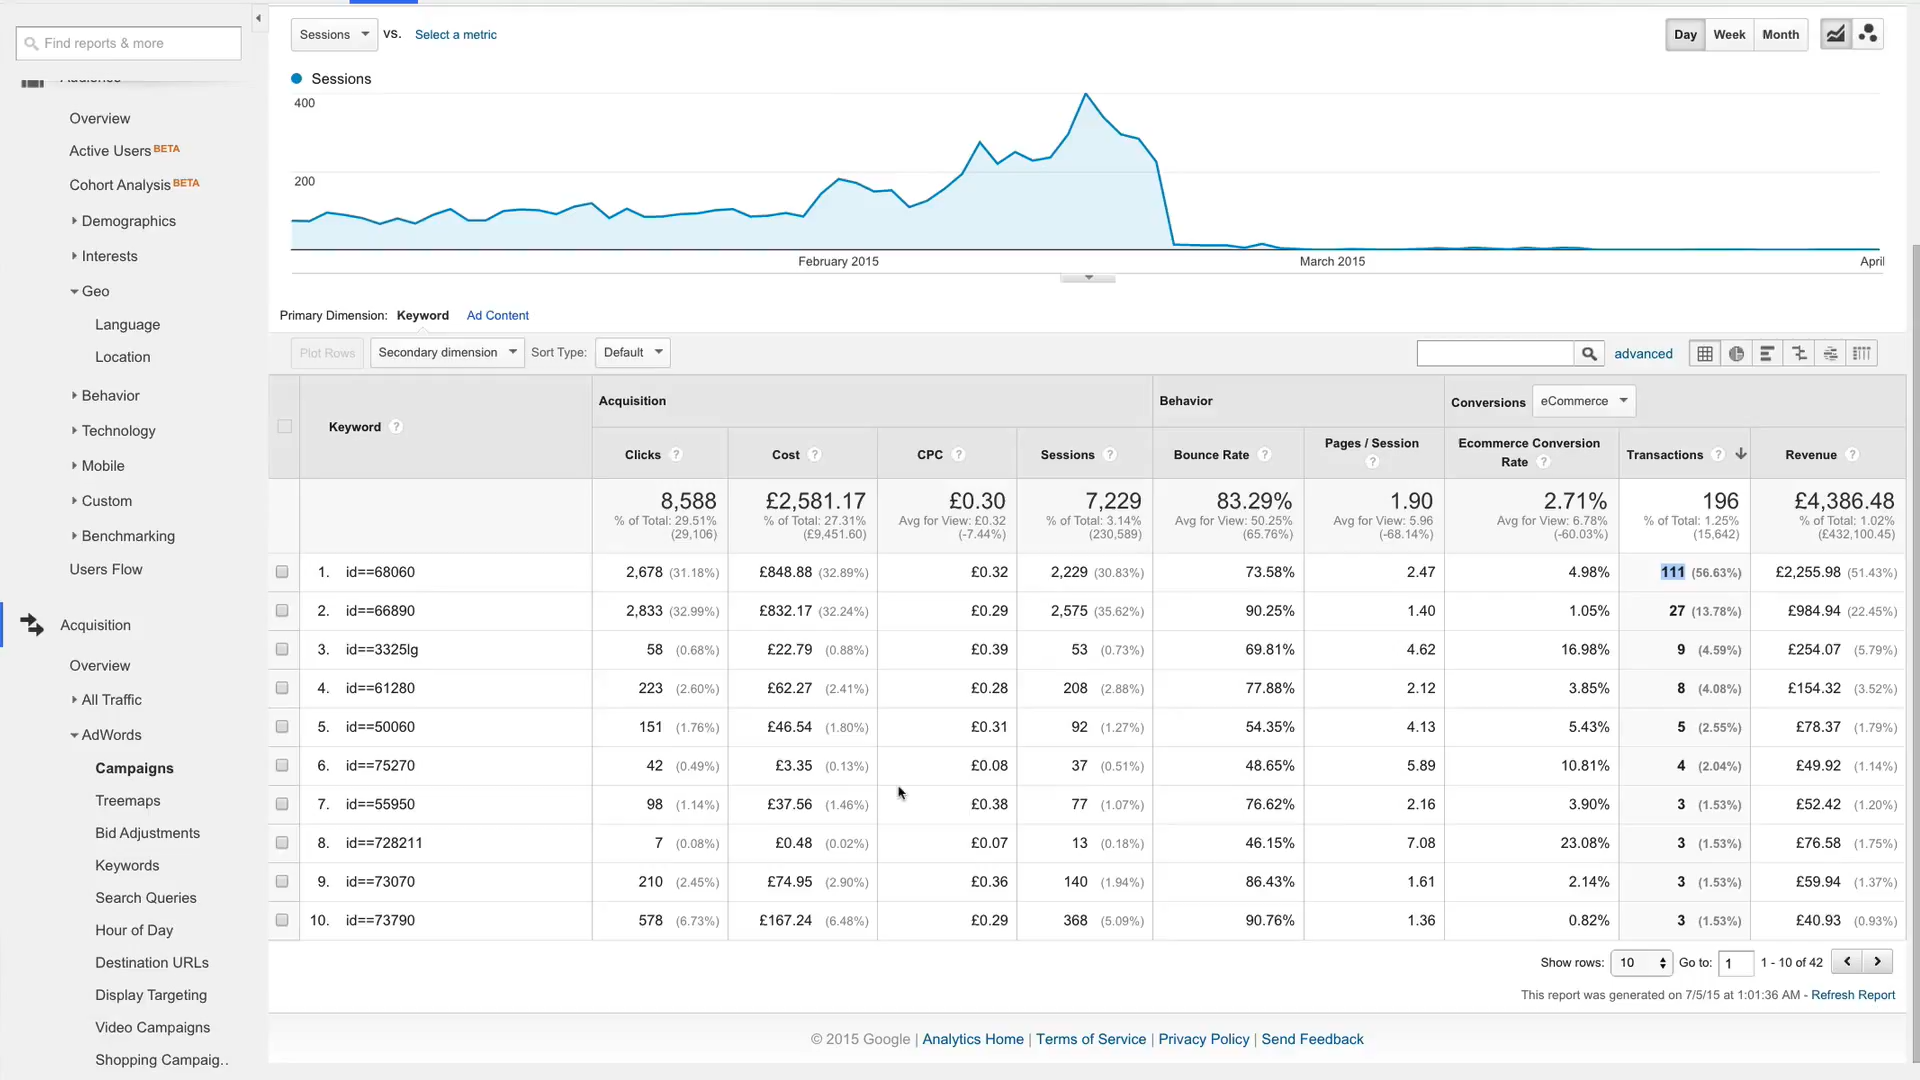 Find reports & more
Overview
Active Users BETA
Cohort Analysis BETA
Demographics
Interests
Geo
Language
Location
Behavior
Technology
Mobile
Custom
Benchmarking
Users Flow
Acquisition
Overview
All Traffic
AdWords
Campaigns
Treemaps
Bid Adjustments
Keywords
Search Queries
Hour of Day
Destination URLs
Display Targeting
Video Campaigns
Shopping Campaig..
Sessions VS. Select a metric
Day Week Month
Sessions
400
200
February 2015 March 2015 April
Primary Dimension: Keyword Ad Content
Plot Rows Secondary dimension Sort Type: Default advanced
Acquisition Behavior Conversions eCommerce
Keyword ? Clicks ? Cost ? CPC ? Sessions ? Bounce Rate ? Pages / Session ? Ecommerce Conversion Rate ? Transactions ? Revenue ?
8,588 £2,581.17 £0.30 7,229 83.29% 1.90 2.71% 196 £4,386.48
% of Total: 29.51% % of Total: 27.31% Avg for View: £0.32 % of Total: 3.14% Avg for View: 50.25% Avg for View: 5.96 Avg for View: 6.78% % of Total: 1.25% % of Total: 1.02%
(29,106) (£9,451.60) (-7.44%) (230,589) (65.76%) (-68.14%) (-60.03%) (15,642) (£432,100.45)
1. id==68060 2,678 (31.18%) £848.88 (32.89%) £0.32 2,229 (30.83%) 73.58% 2.47 4.98% 111 (56.63%) £2,255.98 (51.43%)
2. id==66890 2,833 (32.99%) £832.17 (32.24%) £0.29 2,575 (35.62%) 90.25% 1.40 1.05% 27 (13.78%) £984.94 (22.45%)
3. id==3325lg 58 (0.68%) £22.79 (0.88%) £0.39 53 (0.73%) 69.81% 4.62 16.98% 9 (4.59%) £254.07 (5.79%)
4. id==61280 223 (2.60%) £62.27 (2.41%) £0.28 208 (2.88%) 77.88% 2.12 3.85% 8 (4.08%) £154.32 (3.52%)
5. id==50060 151 (1.76%) £46.54 (1.80%) £0.31 92 (1.27%) 54.35% 4.13 5.43% 5 (2.55%) £78.37 (1.79%)
6. id==75270 42 (0.49%) £3.35 (0.13%) £0.08 37 (0.51%) 48.65% 5.89 10.81% 4 (2.04%) £49.92 (1.14%)
7. id==55950 98 (1.14%) £37.56 (1.46%) £0.38 77 (1.07%) 76.62% 2.16 3.90% 3 (1.53%) £52.42 (1.20%)
8. id==728211 7 (0.08%) £0.48 (0.02%) £0.07 13 (0.18%) 46.15% 7.08 23.08% 3 (1.53%) £76.58 (1.75%)
9. id==73070 210 (2.45%) £74.95 (2.90%) £0.36 140 (1.94%) 86.43% 1.61 2.14% 3 (1.53%) £59.94 (1.37%)
10. id==73790 578 (6.73%) £167.24 (6.48%) £0.29 368 (5.09%) 90.76% 1.36 0.82% 3 (1.53%) £40.93 (0.93%)
Show rows: 10 Go to: 1 1 - 10 of 42
This report was generated on 7/5/15 at 1:01:36 AM - Refresh Report
© 2015 Google | Analytics Home | Terms of Service | Privacy Policy | Send Feedback